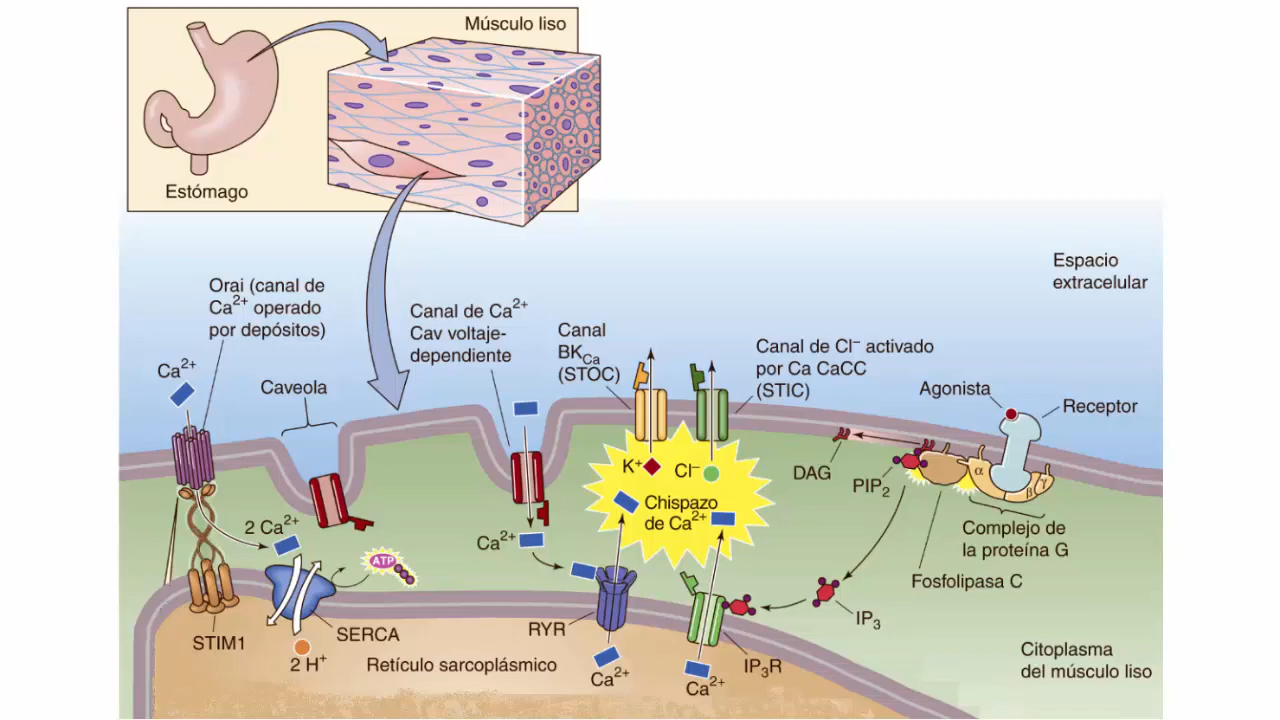 Músculo liso
Estómago
Espacio
extracelular
Orai (canal de
Ca²⁺ operado
por depósitos)
Canal de Ca²⁺
Cav voltaje-
dependiente
Canal
BKCa
(STOC)
Canal de Cl⁻ activado
por Ca CaCC
(STIC)
Ca²⁺
Caveola
Agonista
Receptor
K⁺
Cl⁻
DAG
PIP₂
α
β
γ
Chispazo
de Ca²⁺
2 Ca²⁺
Ca²⁺
Complejo de
la proteína G
ATP
Fosfolipasa C
IP₃
STIM1
SERCA
RYR
2 H⁺
Retículo sarcoplásmico
Ca²⁺
Ca²⁺
IP₃R
Citoplasma
del músculo liso